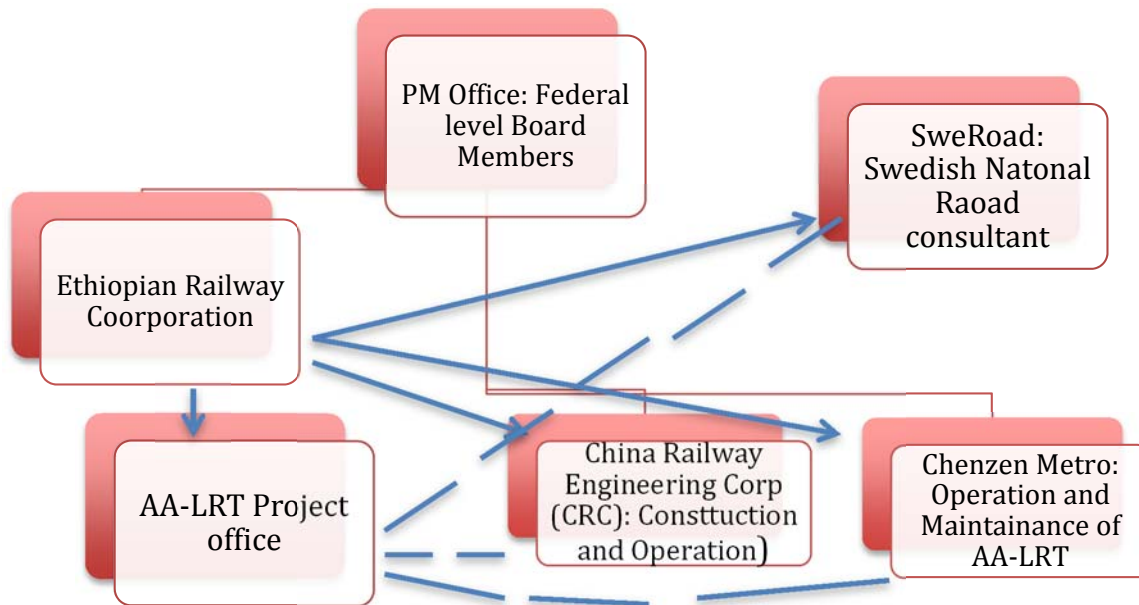 PM Office: Federal
level Board
Members
SweRoad:
Swedish Natonal
Raoad
consultant
Ethiopian Railway
Coorporation
AA-LRT Project
office
China Railway
Engineering Corp
(CRC): Consttuction
and Operation)
Chenzen Metro:
Operation and
Maintainance of
AA-LRT